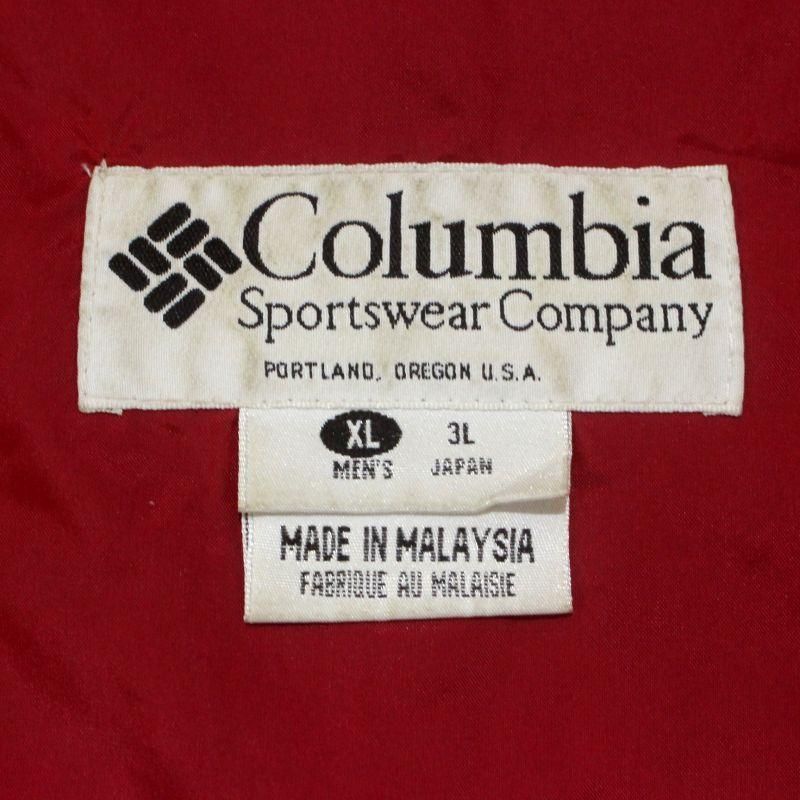 Columbia
Sportswear Company
PORTLAND, OREGON U.S.A.
XL 3L
MEN'S JAPAN
MADE IN MALAYSIA
FABRIQUE AU MALAISIE